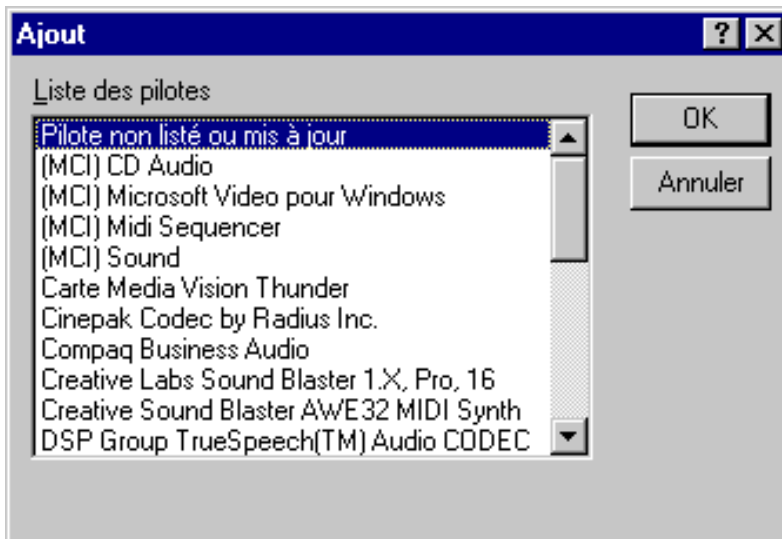 Ajout
Liste des pilotes
Pilote non listé ou mis à jour
(MCI) CD Audio
(MCI) Microsoft Video pour Windows
(MCI) Midi Sequencer
(MCI) Sound
Carte Media Vision Thunder
Cinepak Codec by Radius Inc.
Compaq Business Audio
Creative Labs Sound Blaster 1.X, Pro, 16
Creative Sound Blaster AWE32 MIDI Synth
DSP Group TrueSpeech(TM) Audio CODEC
OK
Annuler